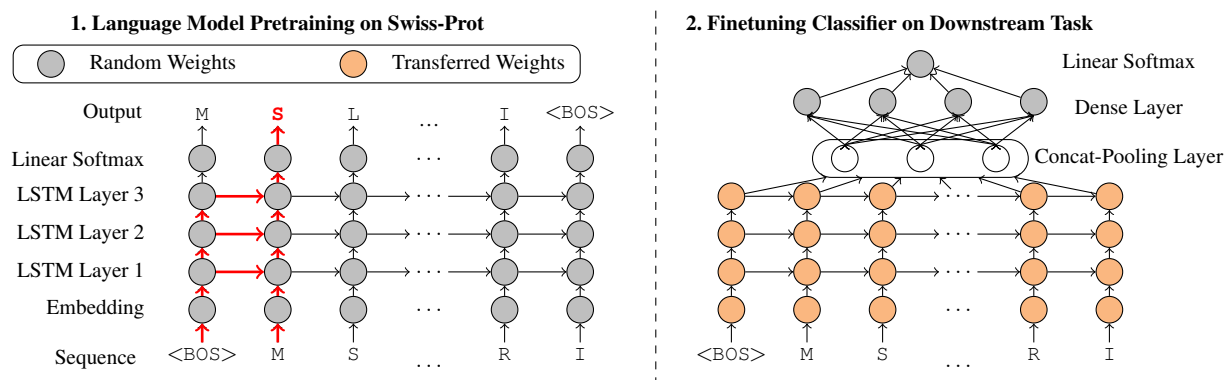 1. Language Model Pretraining on Swiss-Prot
Random Weights Transferred Weights
Output M S L ... I <BOS>
Linear Softmax ...
LSTM Layer 3 ...
LSTM Layer 2 ...
LSTM Layer 1 ...
Embedding ...
Sequence <BOS> M S ... R I
2. Finetuning Classifier on Downstream Task
Linear Softmax
Dense Layer
Concat-Pooling Layer
...
...
...
...
<BOS> M S ... R I